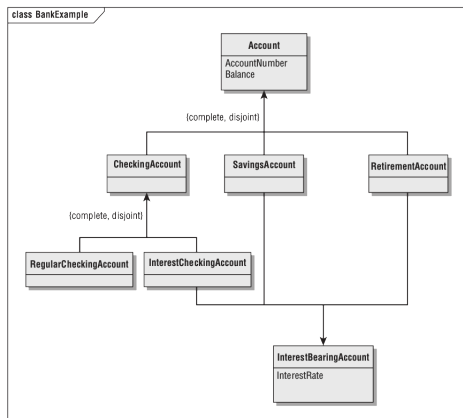 class BankExample
Account
AccountNumber
Balance
(complete, disjoint)
CheckingAccount
SavingsAccount
RetirementAccount
(complete, disjoint)
RegularCheckingAccount
InterestCheckingAccount
InterestBearingAccount
InterestRate